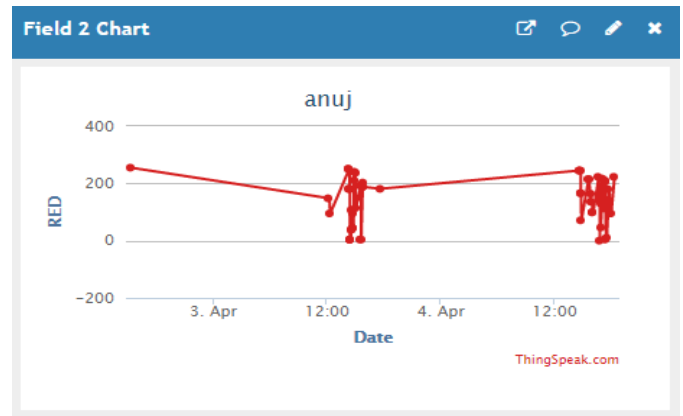 Field 2 Chart
anuj
400
200
0
−200
RED
3. Apr 12:00 4. Apr 12:00
Date
ThingSpeak.com